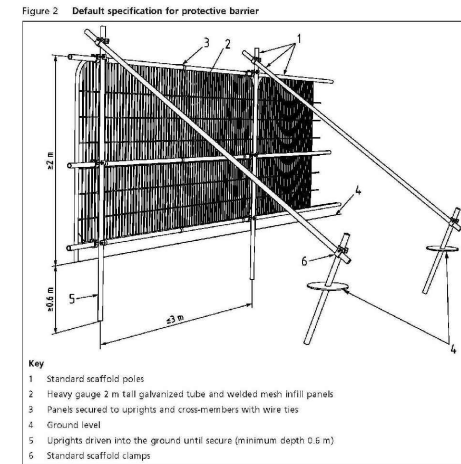 Figure 2 Default specification for protective barrier
3
2
1
≥2 m
4
6
≥0.6 m
5
≤3 m
4
Key
1 Standard scaffold poles
2 Heavy gauge 2 m tall galvanized tube and welded mesh infill panels
3 Panels secured to uprights and cross-members with wire ties
4 Ground level
5 Uprights driven into the ground until secure (minimum depth 0.6 m)
6 Standard scaffold clamps